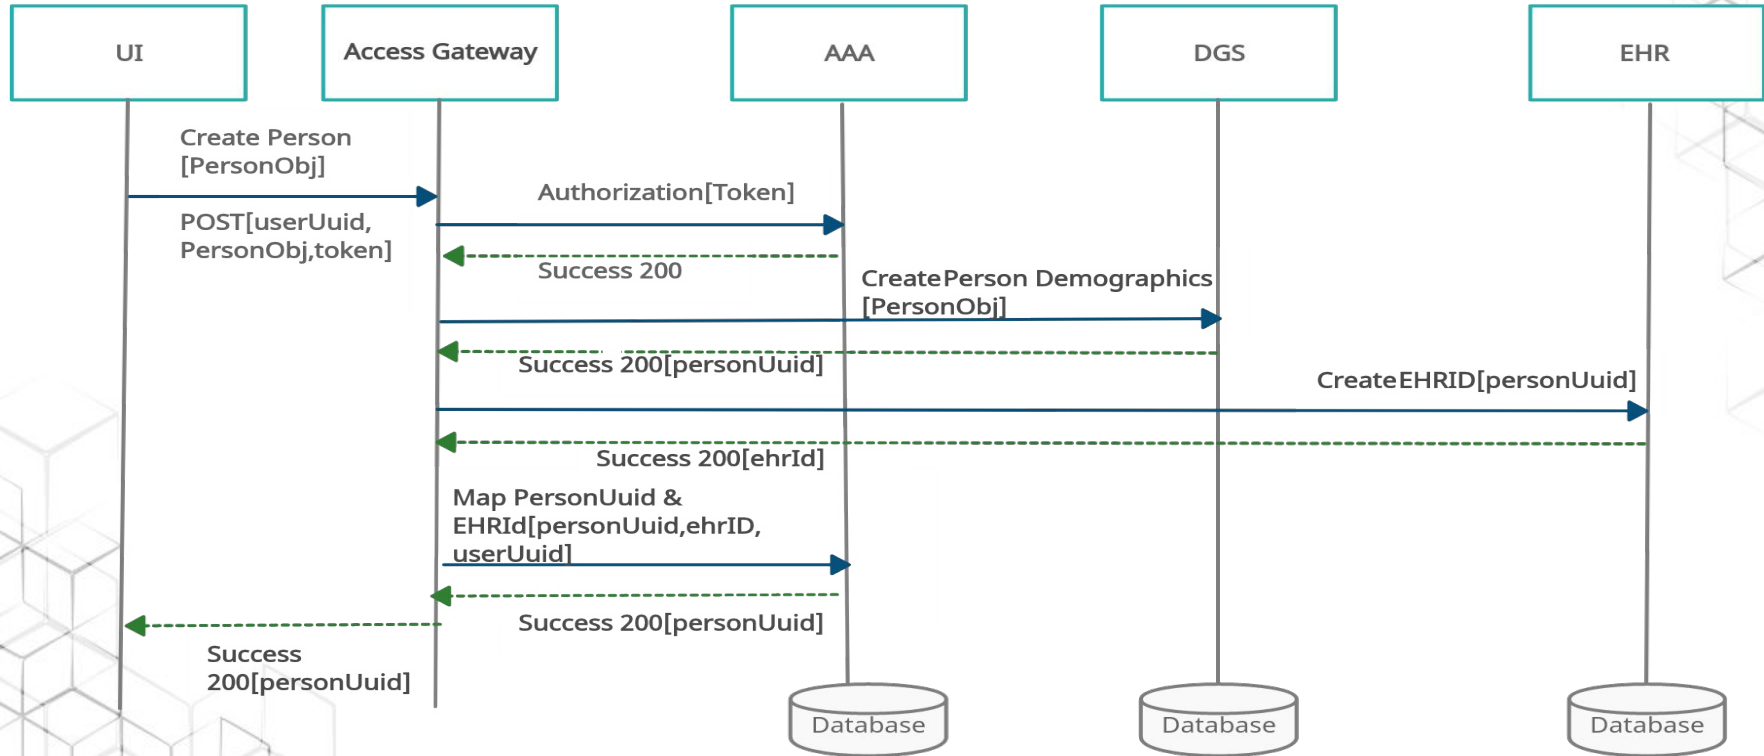 UI
Access Gateway
AAA
DGS
EHR
Create Person
[PersonObj]
POST[userUuid,
PersonObj,token]
Authorization[Token]
Success 200
CreatePerson Demographics
[PersonObj]
Success 200[personUuid]
CreateEHRID[personUuid]
Success 200[ehrId]
Map PersonUuid &
EHRId[personUuid,ehrID,
userUuid]
Success 200[personUuid]
Success
200[personUuid]
Database
Database
Database